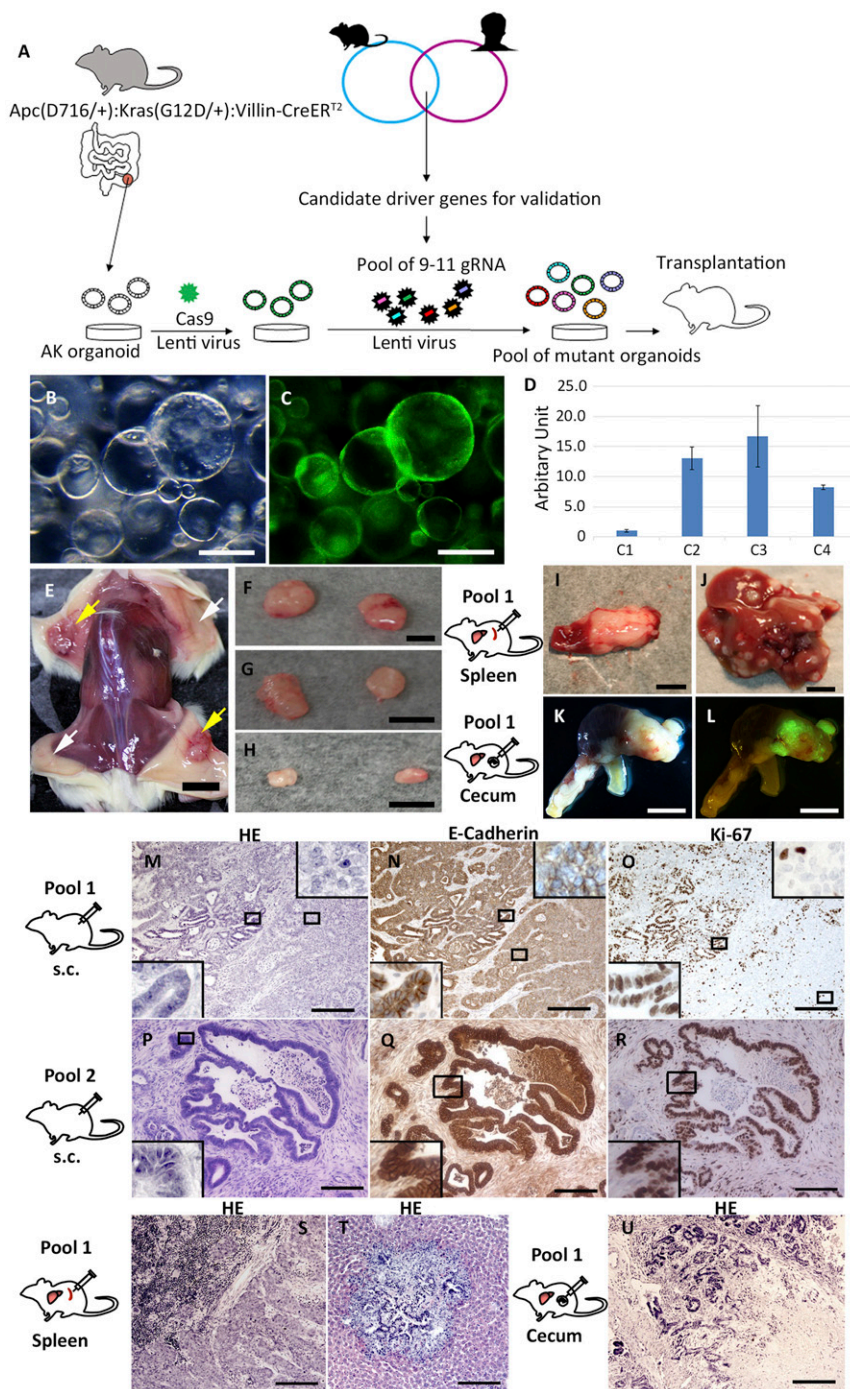 A
Apc(D716/+):Kras(G12D/+):Villin-CreER^T2
Candidate driver genes for validation
Pool of 9-11 gRNA
Transplantation
Cas9
AK organoid
Lenti virus
Lenti virus
Pool of mutant organoids
B
C
D
Arbitary Unit
25.0
20.0
15.0
10.0
5.0
0.0
C1 C2 C3 C4
E
F
G
H
Pool 1
Spleen
I
J
Pool 1
Cecum
K
L
HE E-Cadherin Ki-67
Pool 1
s.c.
M
N
O
Pool 2
s.c.
P
Q
R
HE HE HE
Pool 1
Spleen
S
T
Pool 1
Cecum
U